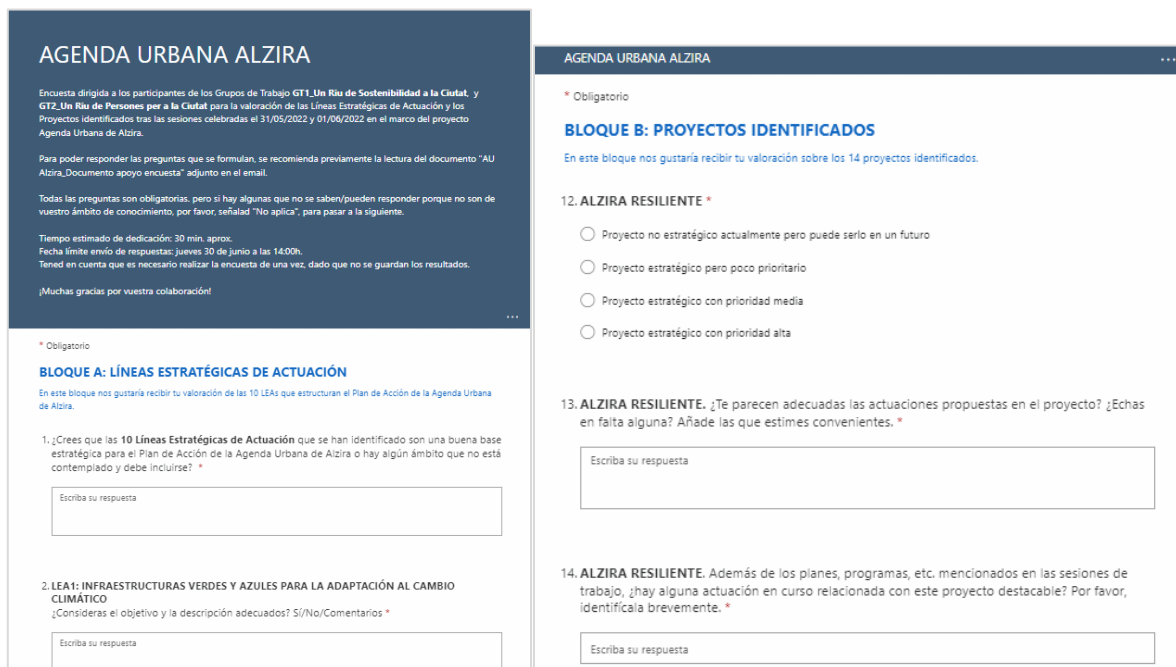 AGENDA URBANA ALZIRA
Encuesta dirigida a los participantes de los Grupos de Trabajo GT1_Un Riu de Sostenibilidad a la Ciutat, y
GT2_Un Riu de Persones per a la Ciutat para la valoración de las Líneas Estratégicas de Actuación y los
Proyectos identificados tras las sesiones celebradas el 31/05/2022 y 01/06/2022 en el marco del proyecto
Agenda Urbana de Alzira.
Para poder responder las preguntas que se formulan, se recomienda previamente la lectura del documento "AU
Alzira_Documento apoyo encuesta" adjunto en el email.
Todas las preguntas son obligatorias. pero si hay algunas que no se saben/pueden responder porque no son de
vuestro ámbito de conocimiento, por favor, señalad "No aplica", para pasar a la siguiente.
Tiempo estimado de dedicación: 30 min. aprox.
Fecha límite envío de respuestas: jueves 30 de junio a las 14:00h.
Tened en cuenta que es necesario realizar la encuesta de una vez, dado que no se guardan los resultados.
¡Muchas gracias por vuestra colaboración!
...
* Obligatorio
BLOQUE A: LÍNEAS ESTRATÉGICAS DE ACTUACIÓN
En este bloque nos gustaría recibir tu valoración de las 10 LEAs que estructuran el Plan de Acción de la Agenda Urbana
de Alzira.
1. ¿Crees que las 10 Líneas Estratégicas de Actuación que se han identificado son una buena base
estratégica para el Plan de Acción de la Agenda Urbana de Alzira o hay algún ámbito que no está
contemplado y debe incluirse? *
Escriba su respuesta
2. LEA1: INFRAESTRUCTURAS VERDES Y AZULES PARA LA ADAPTACIÓN AL CAMBIO
CLIMÁTICO
¿Consideras el objetivo y la descripción adecuados? Sí/No/Comentarios *
Escriba su respuesta
AGENDA URBANA ALZIRA
...
* Obligatorio
BLOQUE B: PROYECTOS IDENTIFICADOS
En este bloque nos gustaría recibir tu valoración sobre los 14 proyectos identificados.
12. ALZIRA RESILIENTE *
Proyecto no estratégico actualmente pero puede serlo en un futuro
Proyecto estratégico pero poco prioritario
Proyecto estratégico con prioridad media
Proyecto estratégico con prioridad alta
13. ALZIRA RESILIENTE. ¿Te parecen adecuadas las actuaciones propuestas en el proyecto? ¿Echas
en falta alguna? Añade las que estimes convenientes. *
Escriba su respuesta
14. ALZIRA RESILIENTE. Además de los planes, programas, etc. mencionados en las sesiones de
trabajo, ¿hay alguna actuación en curso relacionada con este proyecto destacable? Por favor,
identifícala brevemente. *
Escriba su respuesta